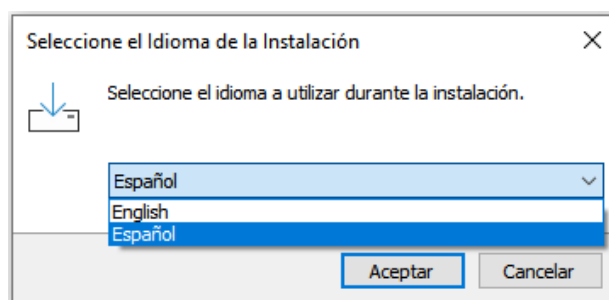 Seleccione el Idioma de la Instalación
Seleccione el idioma a utilizar durante la instalación.
Español
English
Español
Aceptar
Cancelar